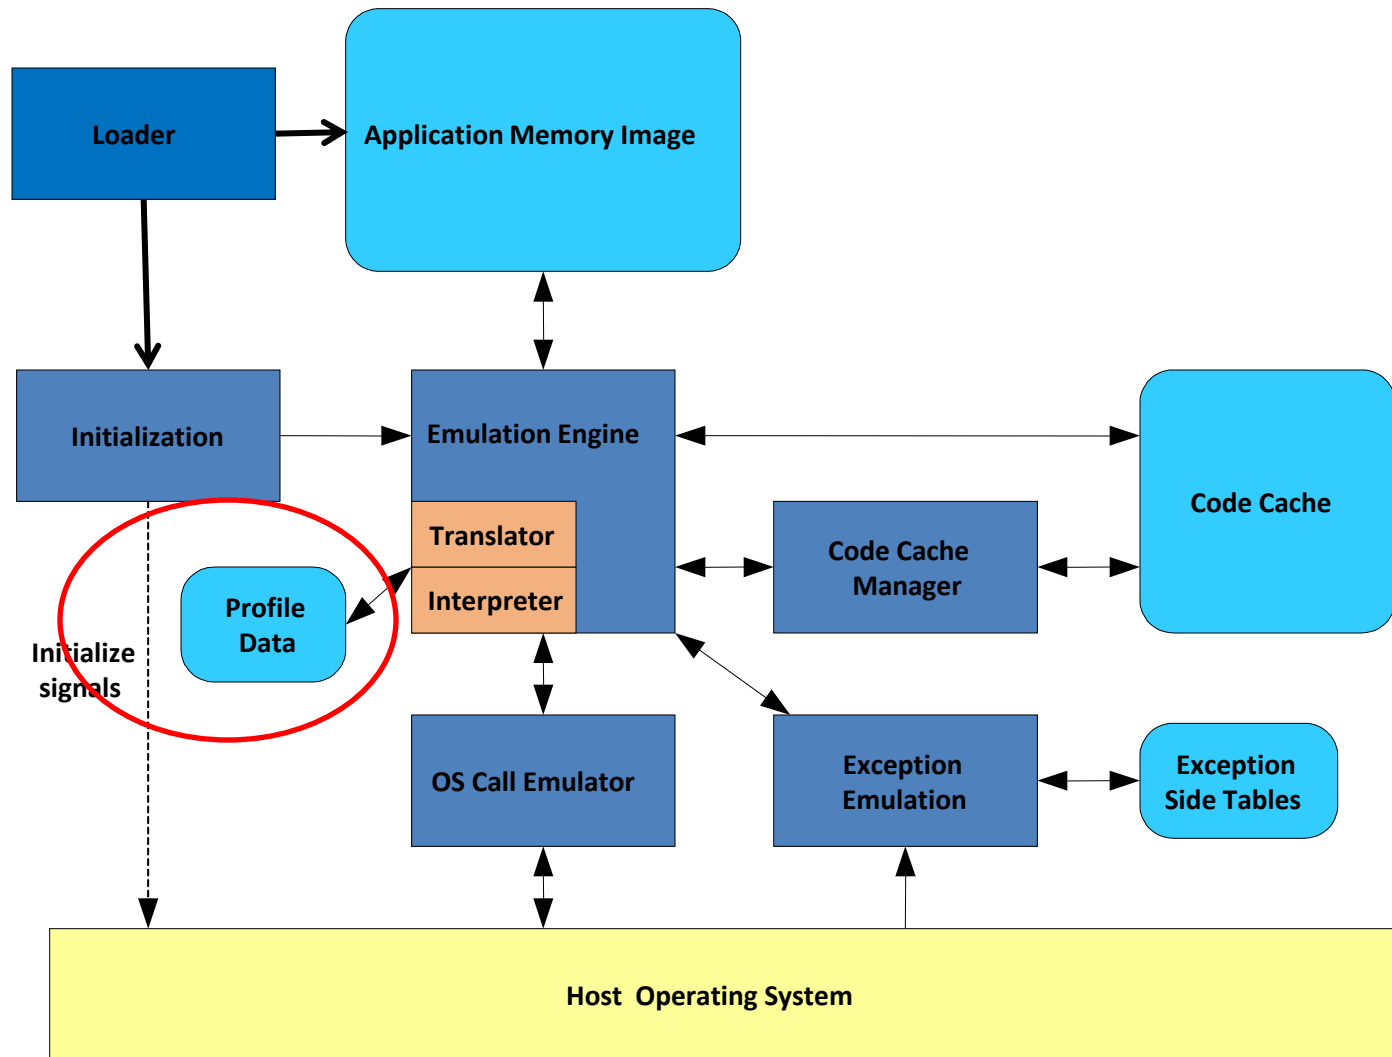 Loader
Application Memory Image
Initialization
Emulation Engine
Code Cache
Translator
Interpreter
Code Cache
Manager
Profile
Data
Initialize
signals
OS Call Emulator
Exception
Emulation
Exception
Side Tables
Host Operating System